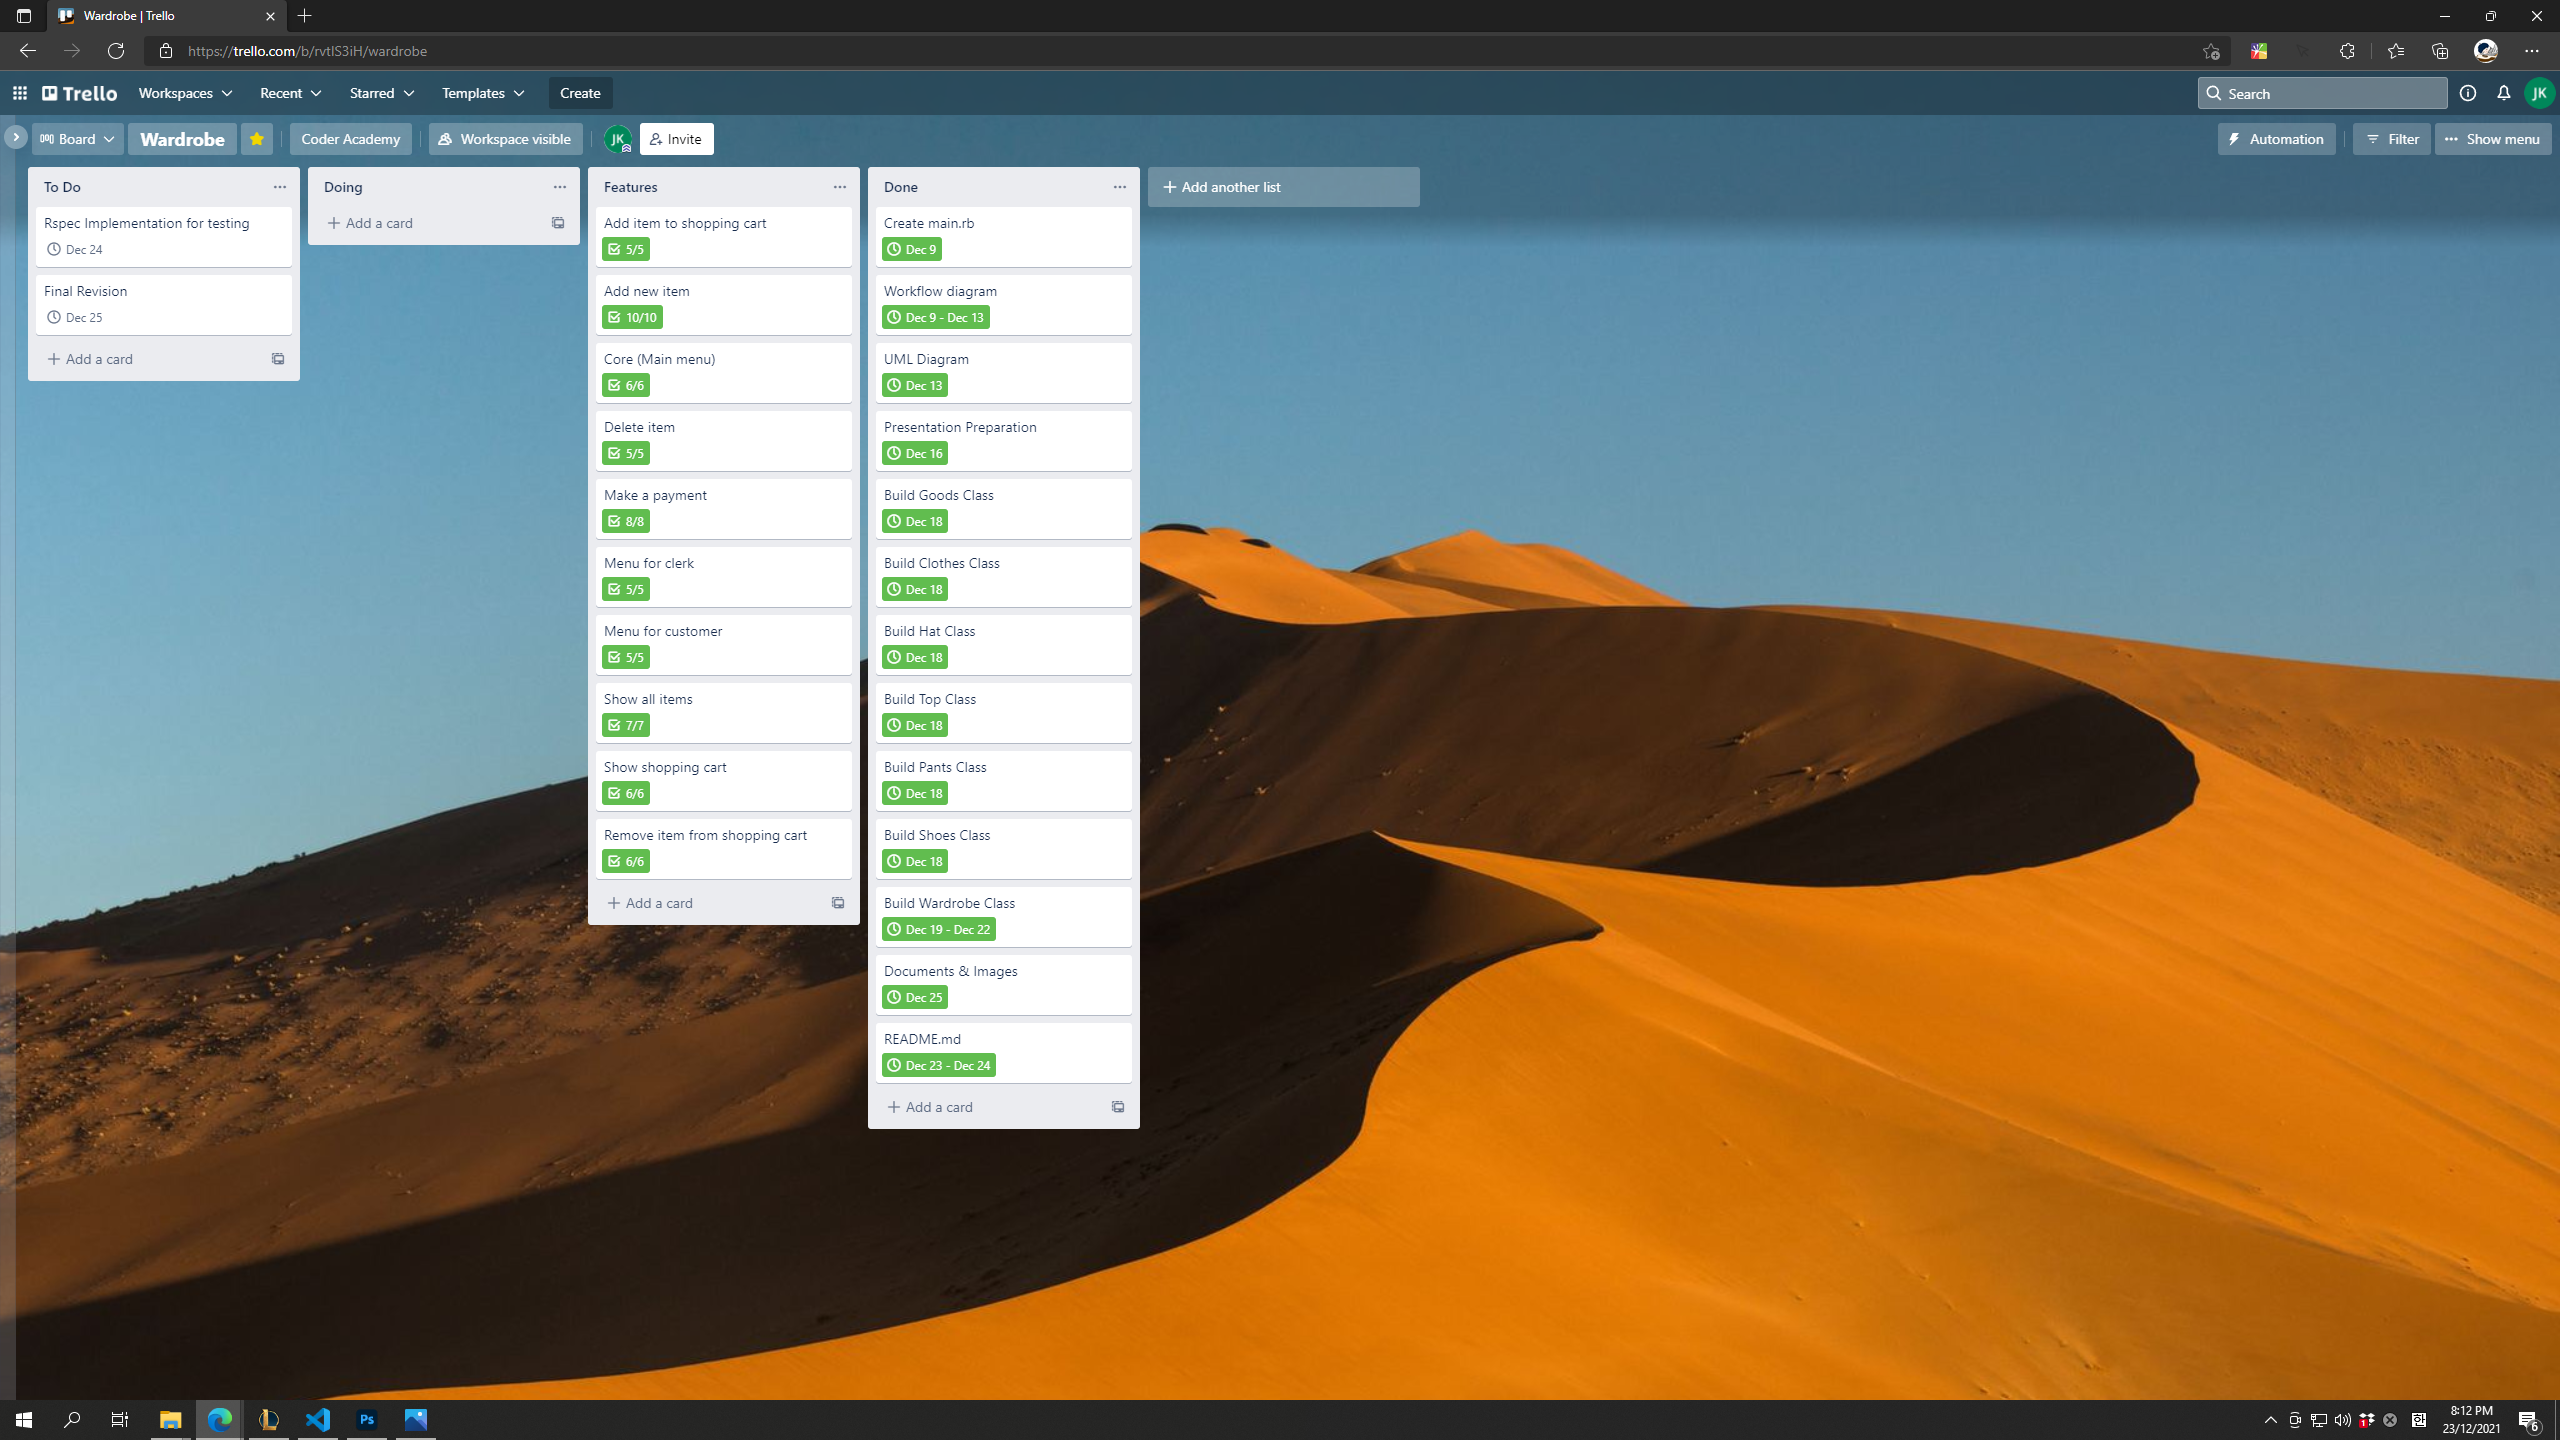 Wardrobe | Trello
https://trello.com/b/rvtlS3iH/wardrobe
Trello
Workspaces
Recent
Starred
Templates
Create
Search
JK
Board
Wardrobe
Coder Academy
Workspace visible
JK
Invite
Automation
Filter
Show menu
To Do
Rspec Implementation for testing
Dec 24
Final Revision
Dec 25
Add a card
Doing
Add a card
Features
Add item to shopping cart
5/5
Add new item
10/10
Core (Main menu)
6/6
Delete item
5/5
Make a payment
8/8
Menu for clerk
5/5
Menu for customer
5/5
Show all items
7/7
Show shopping cart
6/6
Remove item from shopping cart
6/6
Add a card
Done
Create main.rb
Dec 9
Workflow diagram
Dec 9 - Dec 13
UML Diagram
Dec 13
Presentation Preparation
Dec 16
Build Goods Class
Dec 18
Build Clothes Class
Dec 18
Build Hat Class
Dec 18
Build Top Class
Dec 18
Build Pants Class
Dec 18
Build Shoes Class
Dec 18
Build Wardrobe Class
Dec 19 - Dec 22
Documents & Images
Dec 25
README.md
Dec 23 - Dec 24
Add a card
Add another list
Ps
1
한
8:12 PM
23/12/2021
6